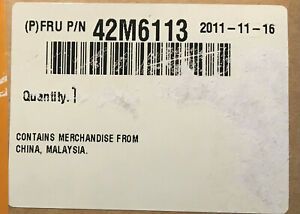 (P)FRU P/N 42M6113 2011-11-16
Quantity.1
CONTAINS MERCHANDISE FROM
CHINA, MALAYSIA.